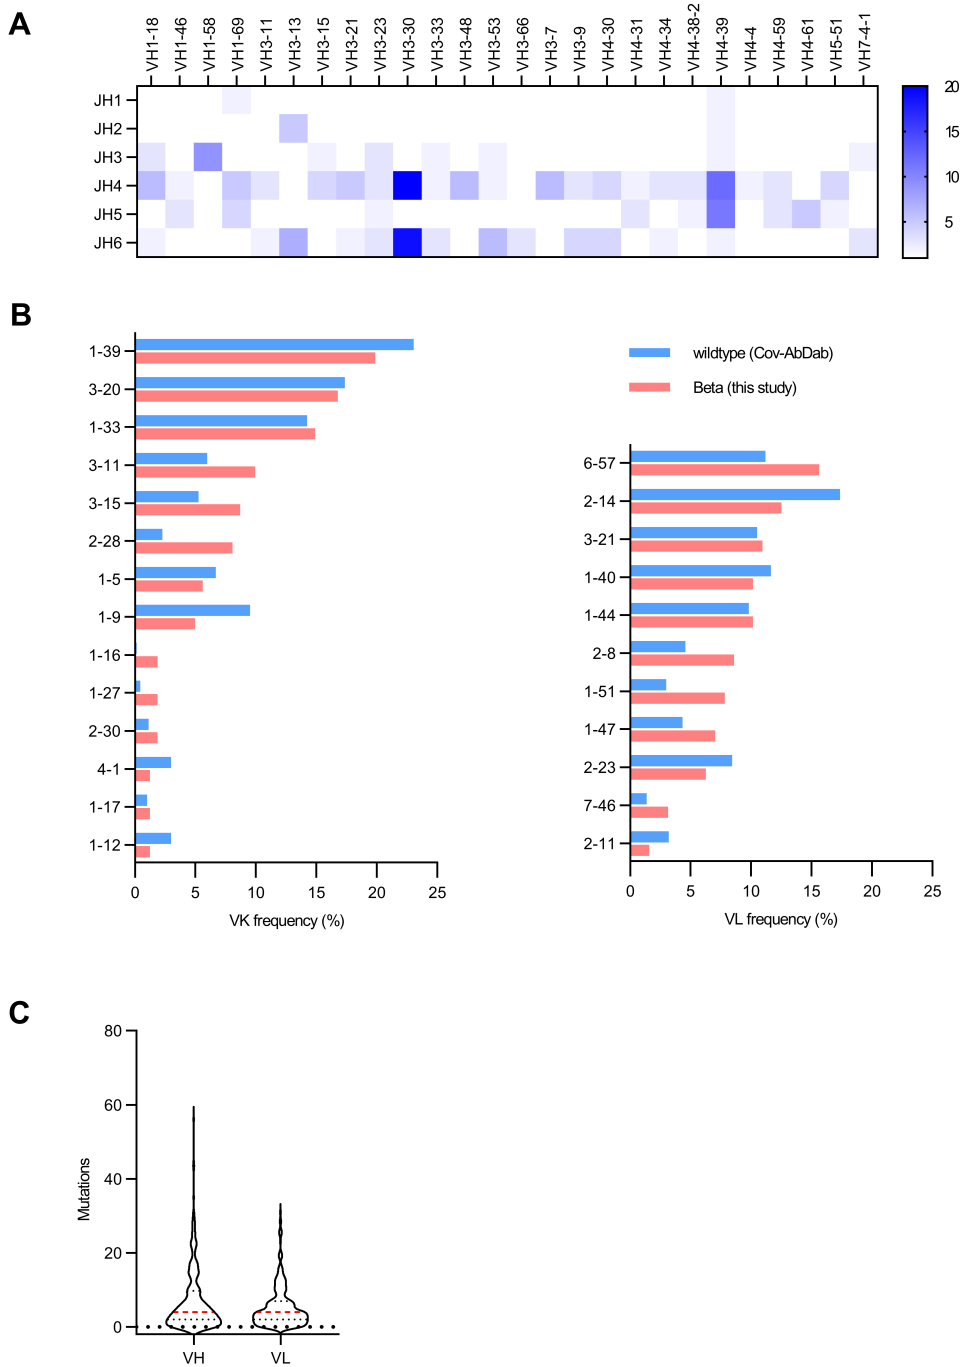 A
VH1-18 VH1-46 VH1-58 VH1-69 VH3-11 VH3-13 VH3-15 VH3-21 VH3-23 VH3-30 VH3-33 VH3-48 VH3-53 VH3-66 VH3-7 VH3-9 VH4-30 VH4-31 VH4-34 VH4-38-2 VH4-39 VH4-4 VH4-59 VH4-61 VH5-51 VH7-4-1
JH1
JH2
JH3
JH4
JH5
JH6
20
15
10
5
B
1-39
3-20
1-33
3-11
3-15
2-28
1-5
1-9
1-16
1-27
2-30
4-1
1-17
1-12
0 5 10 15 20 25
VK frequency (%)
wildtype (Cov-AbDab)
Beta (this study)
6-57
2-14
3-21
1-40
1-44
2-8
1-51
1-47
2-23
7-46
2-11
0 5 10 15 20 25
VL frequency (%)
C
80
60
40
20
0
Mutations
VH VL